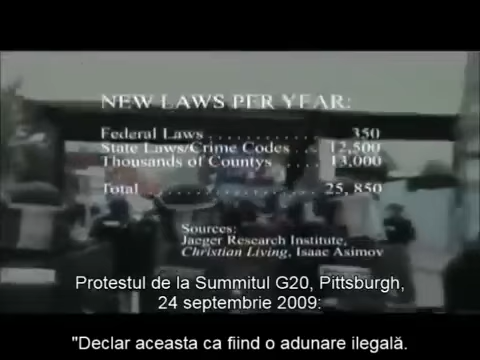 NEW LAWS PER YEAR:
Federal Laws . . . . . . . . . . . . . . 350
State Laws/Crime Codes . . . 12,500
Thousands of Countys . . . . 13,000
Total . . . . . . . . . . . . . . . . . . 25, 850
Sources:
Jaeger Research Institute,
Christian Living, Isaac Asimov
Protestul de la Summitul G20, Pittsburgh,
24 septembrie 2009:
"Declar aceasta ca fiind o adunare ilegală.